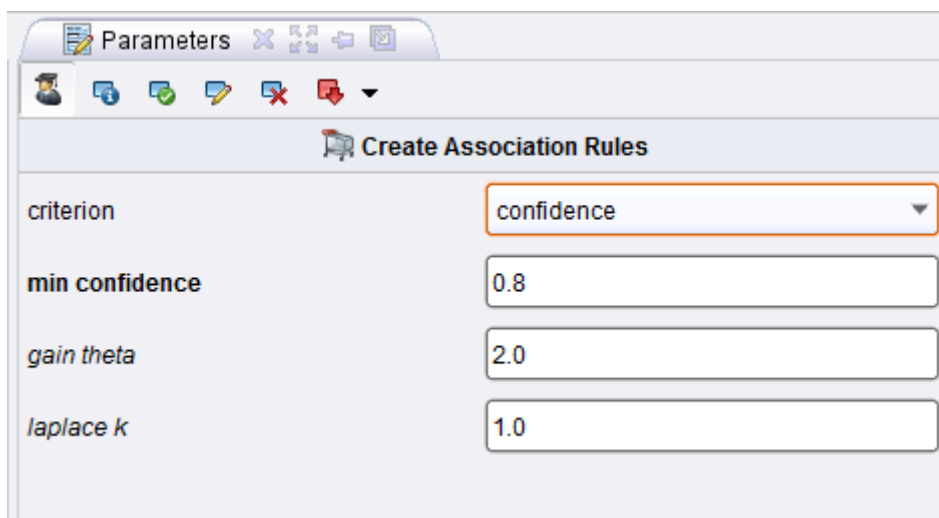 Parameters
Create Association Rules
criterion confidence
min confidence 0.8
gain theta 2.0
laplace k 1.0